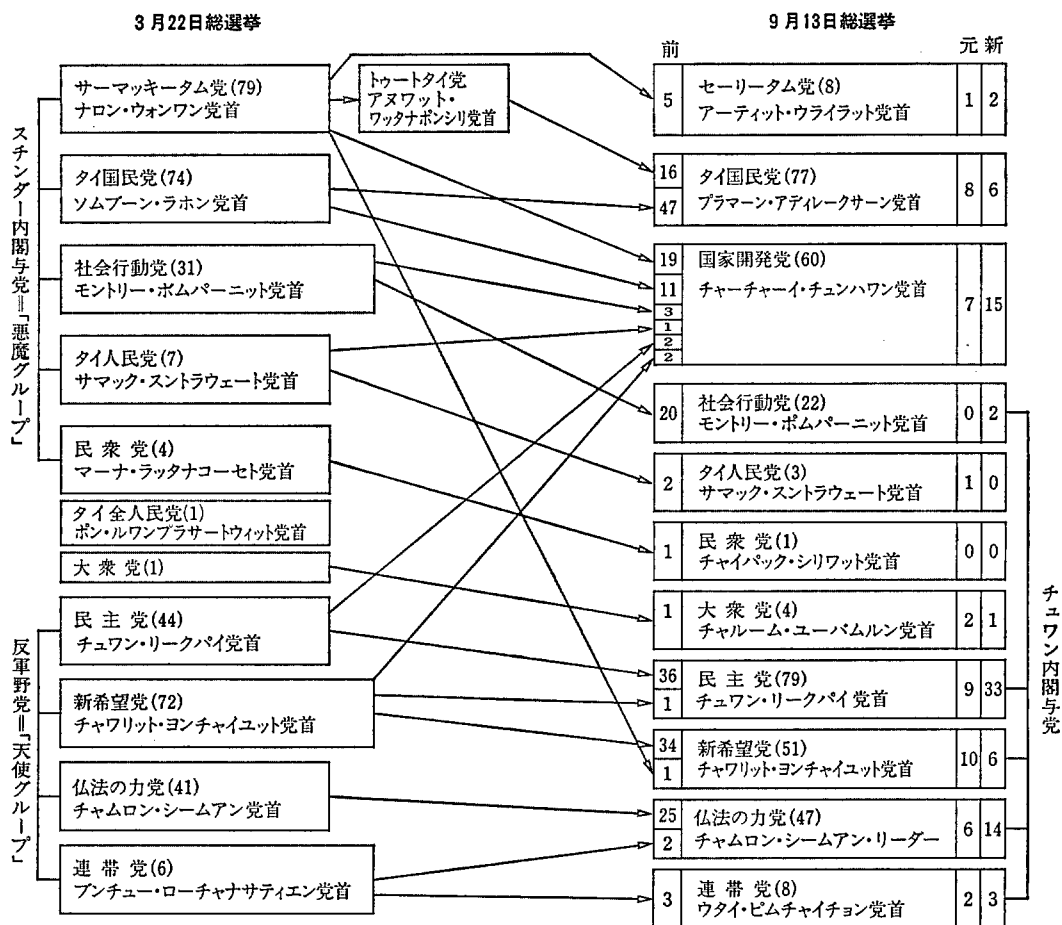 3月22日総選挙
スチンダー内閣与党=「悪魔グループ」
サーマッキータム党(79)
ナロン・ウォンワン党首
トゥートタイ党
アヌワット・
ワッタナポンシリ党首
タイ国民党(74)
ソムブーン・ラホン党首
社会行動党(31)
モントリー・ポムパーニット党首
タイ人民党(7)
サマック・スントラウェート党首
民衆党(4)
マーナ・ラッタナコーセト党首
タイ全人民党(1)
ポン・ルワンプラサートウィット党首
大衆党(1)
反軍野党=「天使グループ」
民主党(44)
チュワン・リークパイ党首
新希望党(72)
チャワリット・ヨンチャイユット党首
仏法の力党(41)
チャムロン・シームアン党首
連帯党(6)
ブンチュー・ローチャナサティエン党首
9月13日総選挙
前 元 新
5 セーリータム党(8) 1 2
アーティット・ウライラット党首
16 タイ国民党(77) 8 6
47 プラマーン・アディレークサーン党首
19 国家開発党(60) 7 15
11 チャーチャーイ・チュンハワン党首
3
1
2
2
20 社会行動党(22) 0 2
モントリー・ポムパーニット党首
2 タイ人民党(3) 1 0
サマック・スントラウェート党首
1 民衆党(1) 0 0
チャイパック・シリワット党首
1 大衆党(4) 2 1
チャルーム・ユーバムルン党首
36 民主党(79) 9 33
1 チュワン・リークパイ党首
34 新希望党(51) 10 6
1 チャワリット・ヨンチャイユット党首
25 仏法の力党(47) 6 14
2 チャムロン・シームアン・リーダー
3 連帯党(8) 2 3
ウタイ・ピムチャイチョン党首
チュワン内閣与党